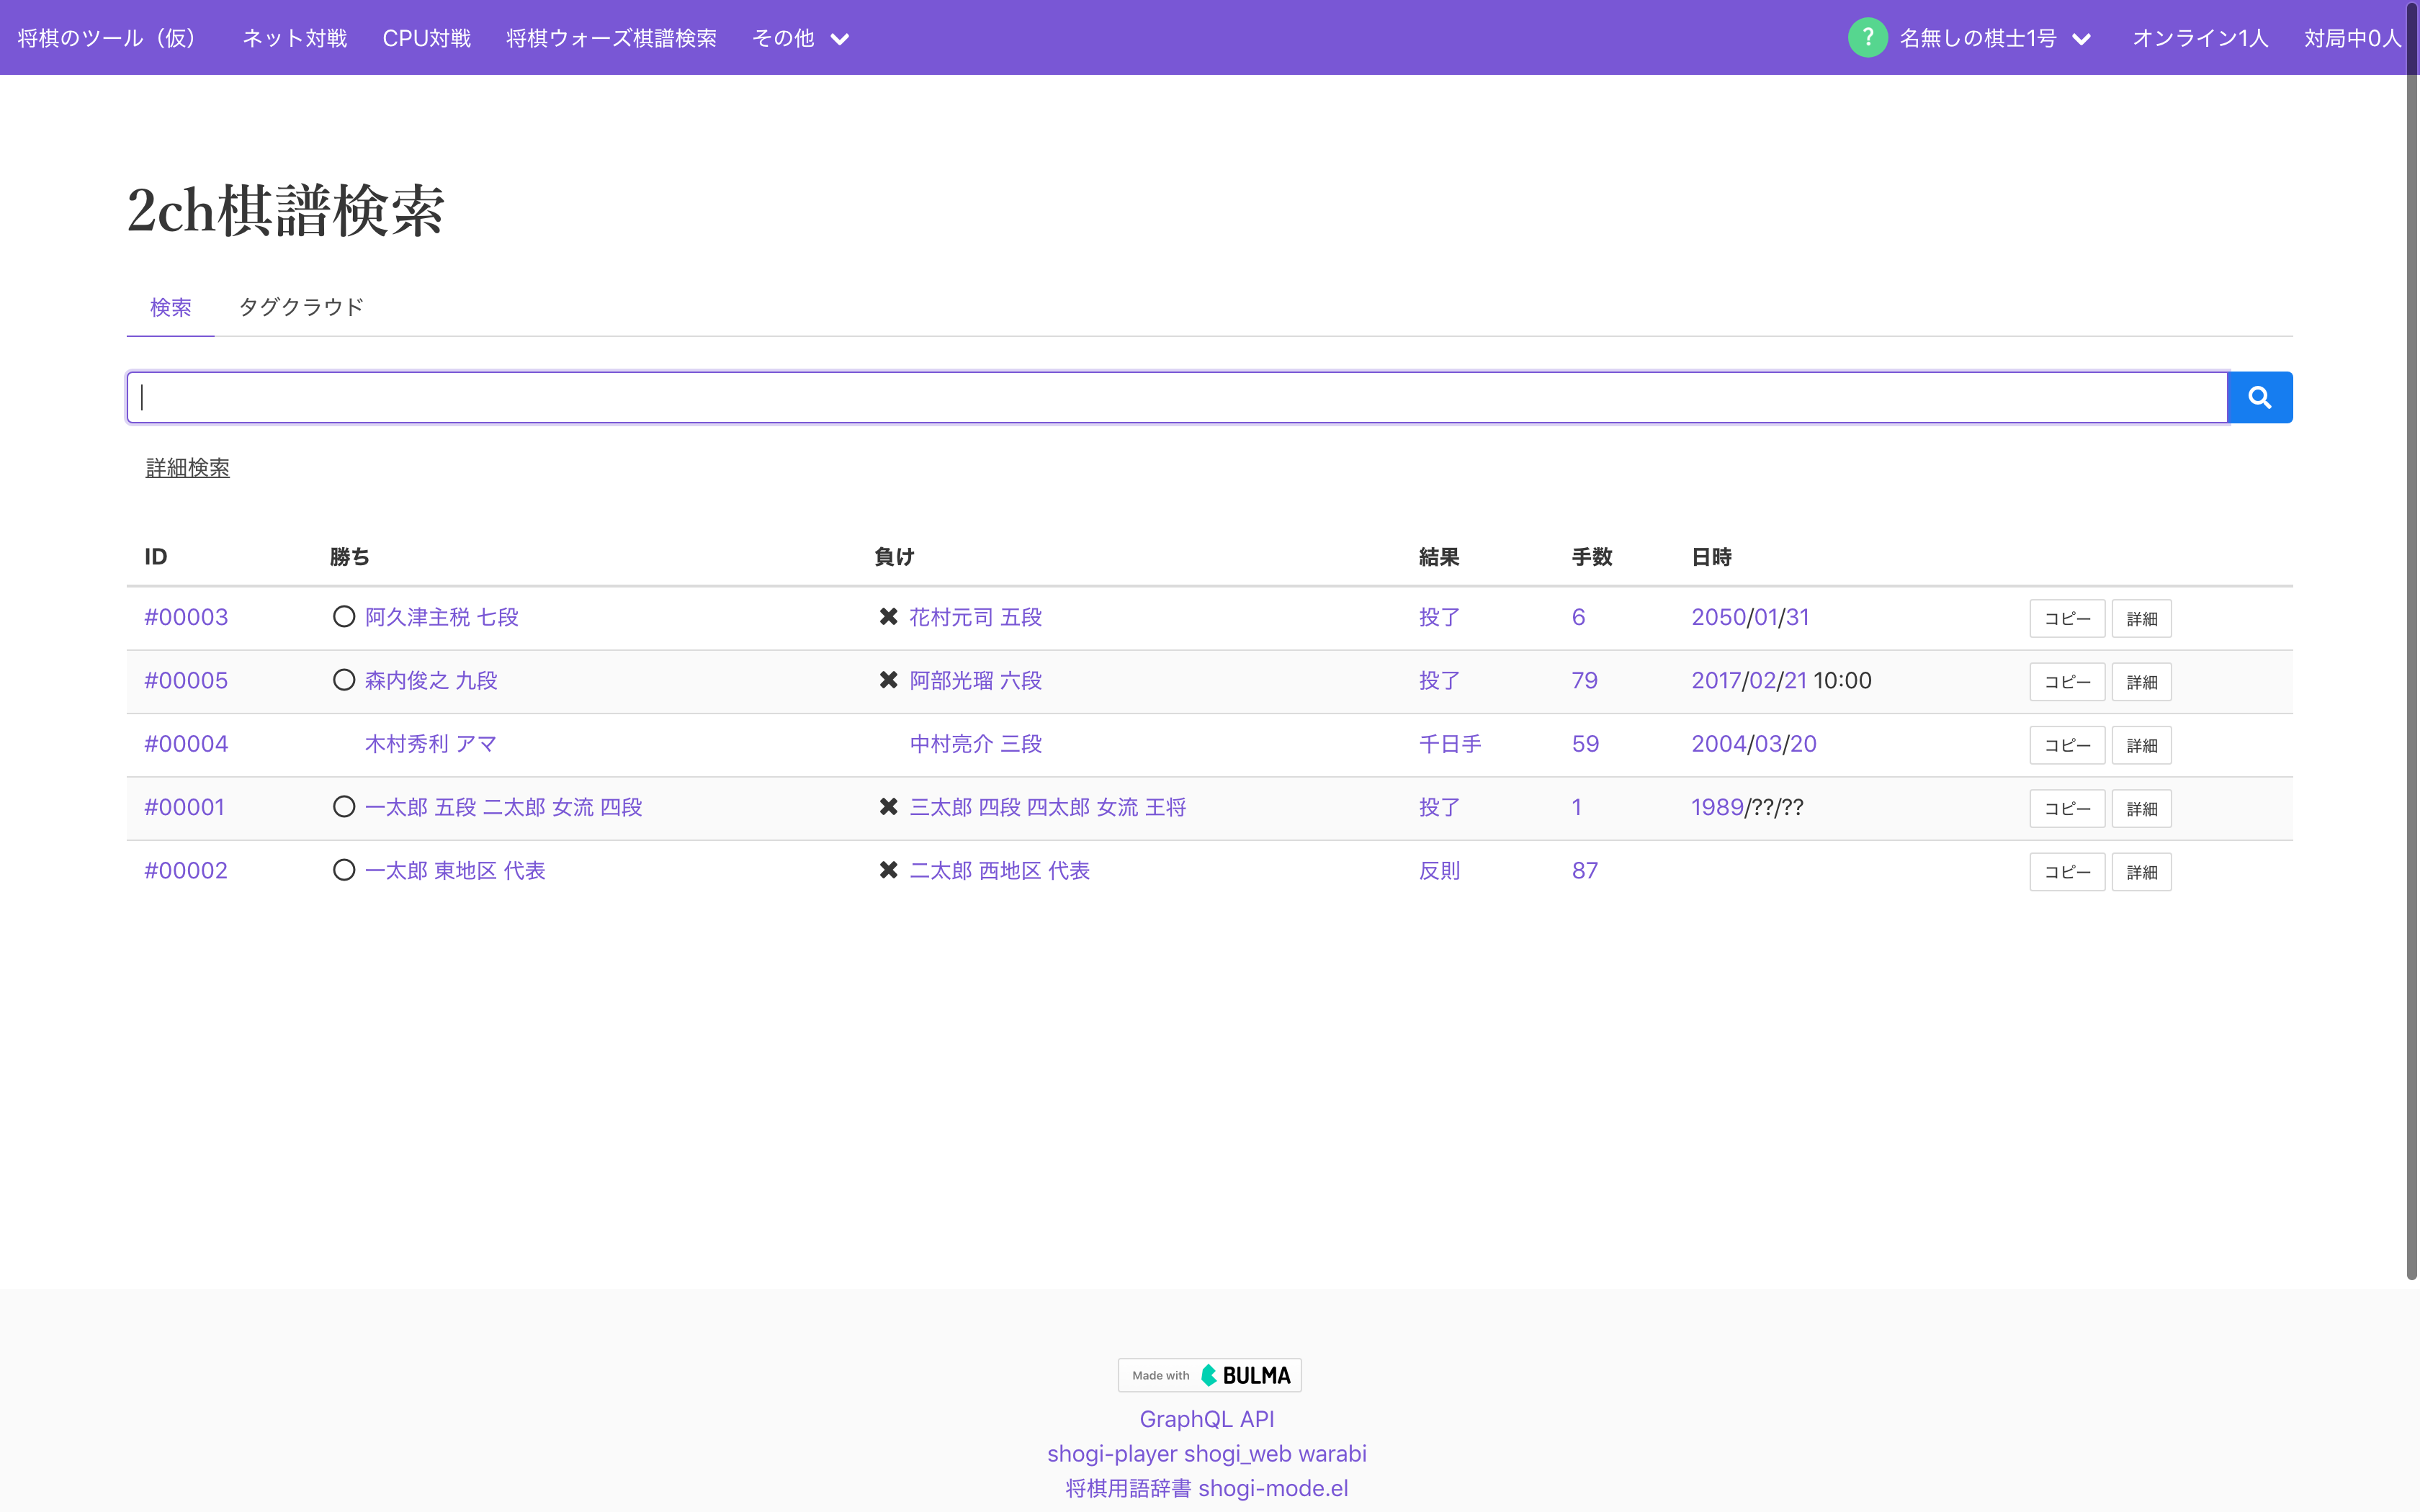 将棋のツール（仮） ネット対戦 CPU対戦 将棋ウォーズ棋譜検索 その他 ? 名無しの棋士1号 オンライン1人 対局中0人
2ch棋譜検索
検索 タグクラウド
詳細検索
ID 勝ち 負け 結果 手数 日時
#00003 阿久津主税 七段 花村元司 五段 投了 6 2050/01/31 コピー 詳細
#00005 森内俊之 九段 阿部光瑠 六段 投了 79 2017/02/21 10:00 コピー 詳細
#00004 木村秀利 アマ 中村亮介 三段 千日手 59 2004/03/20 コピー 詳細
#00001 一太郎 五段 二太郎 女流 四段 三太郎 四段 四太郎 女流 王将 投了 1 1989/??/?? コピー 詳細
#00002 一太郎 東地区 代表 二太郎 西地区 代表 反則 87 コピー 詳細
Made with BULMA
GraphQL API
shogi-player shogi_web warabi
将棋用語辞書 shogi-mode.el